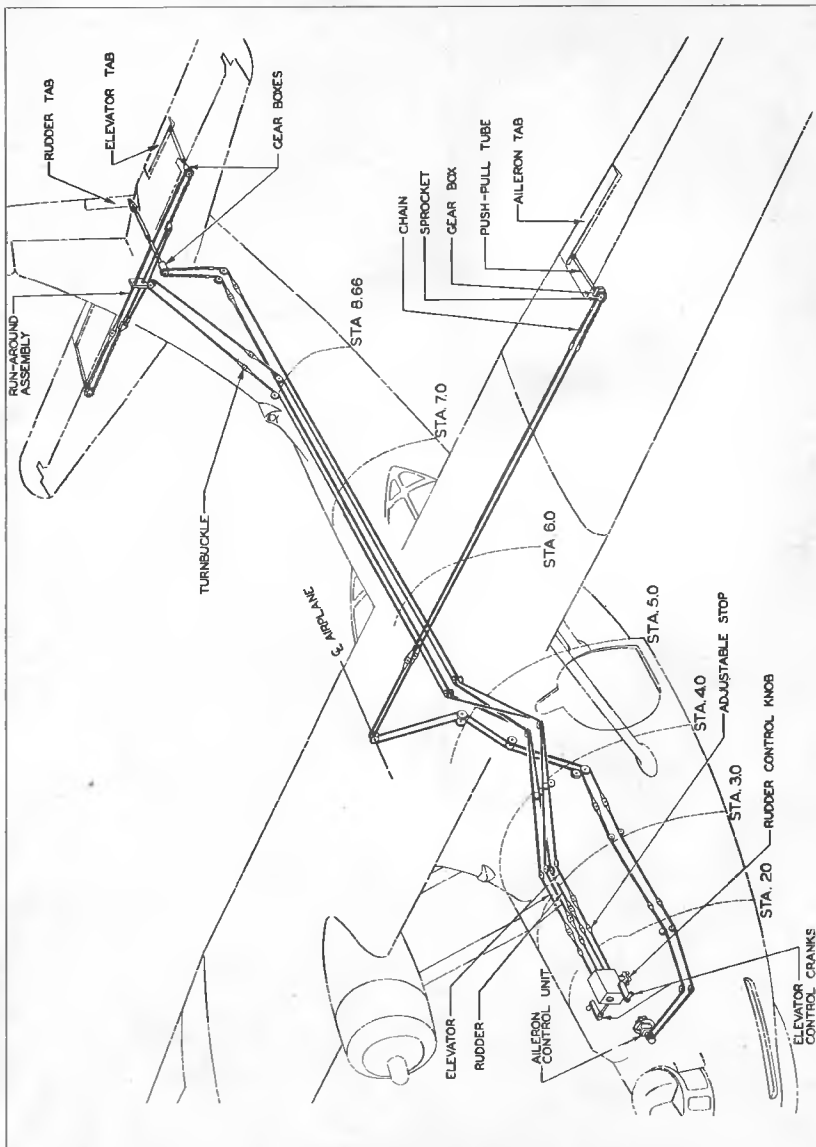 RUDDER TAB
ELEVATOR TAB
GEAR BOXES
RUN-AROUND
ASSEMBLY
TURNBUCKLE
STA 8.66
STA. 7.0
STA. 6.0
STA. 5.0
STA. 4.0
STA. 3.0
STA. 2.0
CHAIN
SPROCKET
GEAR BOX
PUSH-PULL TUBE
AILERON TAB
℄ AIRPLANE
ADJUSTABLE STOP
RUDDER CONTROL KNOB
ELEVATOR
RUDDER
AILERON
CONTROL UNIT
ELEVATOR
CONTROL CRANKS